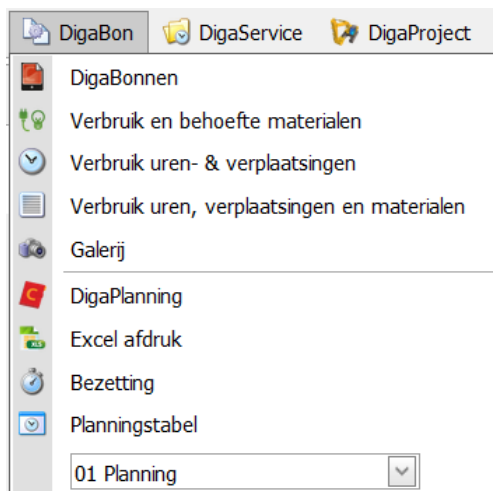 DigaBon DigaService DigaProject
DigaBonnen
Verbruik en behoefte materialen
Verbruik uren- & verplaatsingen
Verbruik uren, verplaatsingen en materialen
Galerij
DigaPlanning
Excel afdruk
Bezetting
Planningstabel
01 Planning